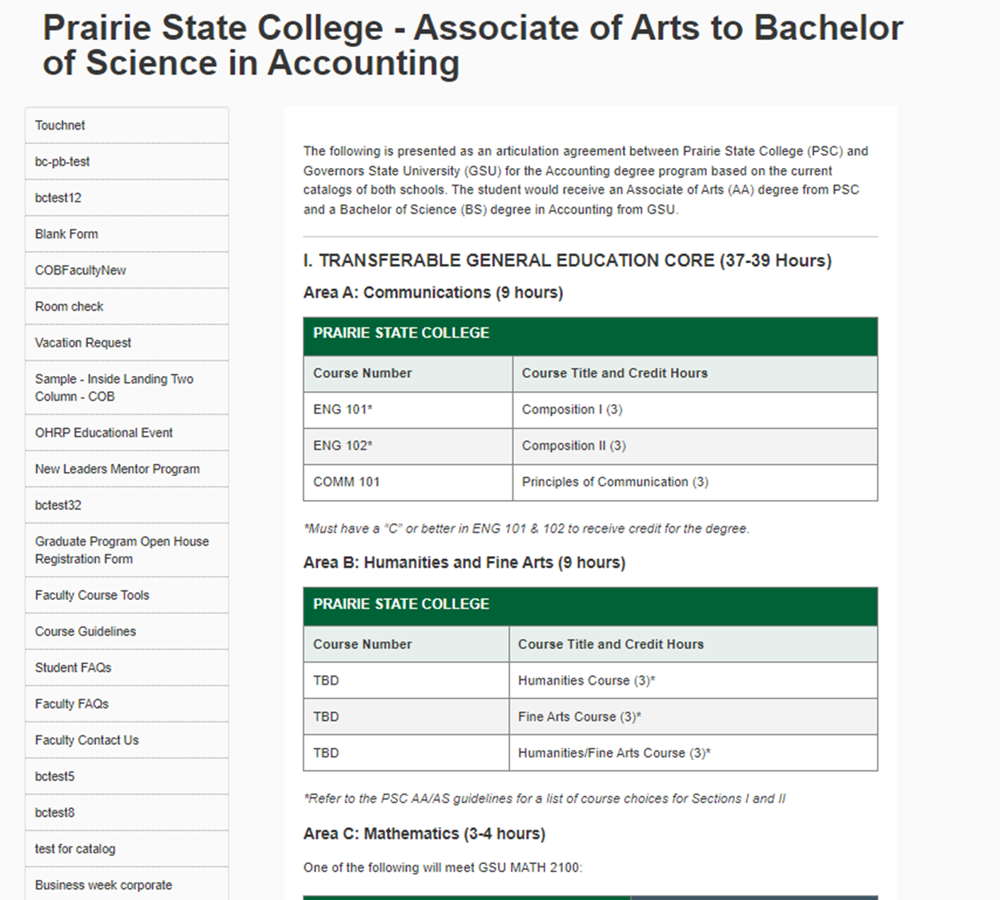 Prairie State College - Associate of Arts to Bachelor
of Science in Accounting
Touchnet
bc-pb-test
bctest12
Blank Form
COBFacultyNew
Room check
Vacation Request
Sample - Inside Landing Two
Column - COB
OHRP Educational Event
New Leaders Mentor Program
bctest32
Graduate Program Open House
Registration Form
Faculty Course Tools
Course Guidelines
Student FAQs
Faculty FAQs
Faculty Contact Us
bctest5
bctest8
test for catalog
Business week corporate
The following is presented as an articulation agreement between Prairie State College (PSC) and
Governors State University (GSU) for the Accounting degree program based on the current
catalogs of both schools. The student would receive an Associate of Arts (AA) degree from PSC
and a Bachelor of Science (BS) degree in Accounting from GSU.
I. TRANSFERABLE GENERAL EDUCATION CORE (37-39 Hours)
Area A: Communications (9 hours)
PRAIRIE STATE COLLEGE
Course Number Course Title and Credit Hours
ENG 101* Composition I (3)
ENG 102* Composition II (3)
COMM 101 Principles of Communication (3)
*Must have a “C” or better in ENG 101 & 102 to receive credit for the degree.
Area B: Humanities and Fine Arts (9 hours)
PRAIRIE STATE COLLEGE
Course Number Course Title and Credit Hours
TBD Humanities Course (3)*
TBD Fine Arts Course (3)*
TBD Humanities/Fine Arts Course (3)*
*Refer to the PSC AA/AS guidelines for a list of course choices for Sections I and II
Area C: Mathematics (3-4 hours)
One of the following will meet GSU MATH 2100: